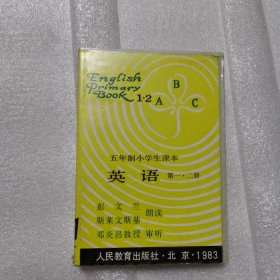 English
Primary
Book 1·2
B
A C
五年制小学生课本
英语 第一·二册
彭文兰
斯莱文斯基 朗读
邓炎昌教授 审听
人民教育出版社·北京·1983